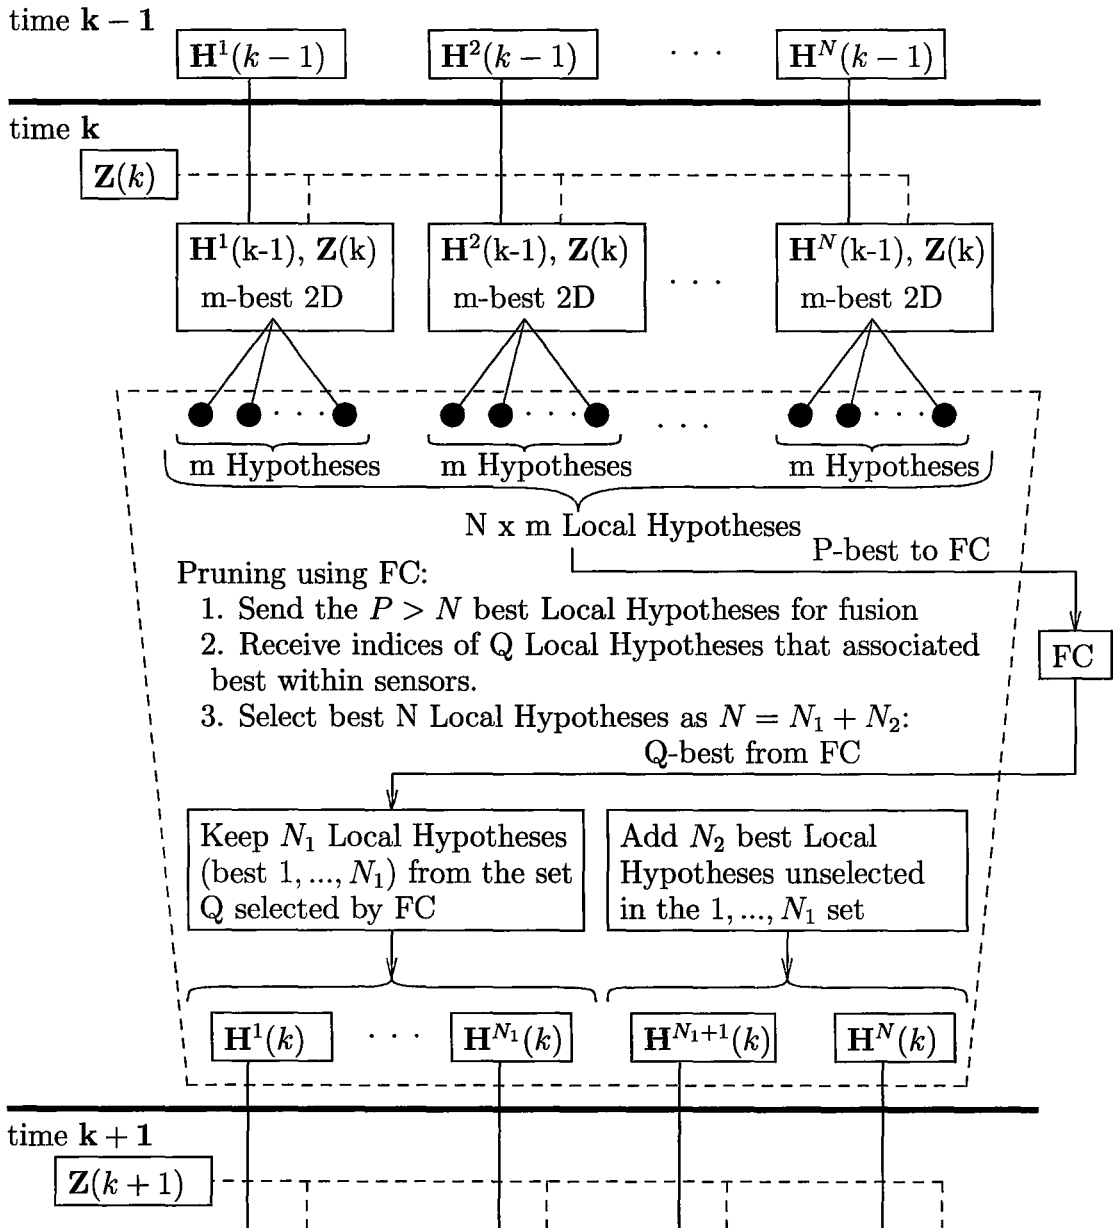 time k − 1
H¹(k − 1) H²(k − 1) · · · Hᴺ(k − 1)
time k
Z(k)
H¹(k-1), Z(k) H²(k-1), Z(k) Hᴺ(k-1), Z(k)
m-best 2D m-best 2D · · · m-best 2D
· · · · · · · · · · · ·
m Hypotheses m Hypotheses m Hypotheses
N x m Local Hypotheses
P-best to FC
Pruning using FC:
1. Send the P > N best Local Hypotheses for fusion
2. Receive indices of Q Local Hypotheses that associated
best within sensors.
FC
3. Select best N Local Hypotheses as N = N₁ + N₂:
Q-best from FC
Keep N₁ Local Hypotheses
(best 1, ..., N₁) from the set
Q selected by FC
Add N₂ best Local
Hypotheses unselected
in the 1, ..., N₁ set
H¹(k) · · · Hᴺ¹(k) Hᴺ¹⁺¹(k) Hᴺ(k)
time k + 1
Z(k + 1)